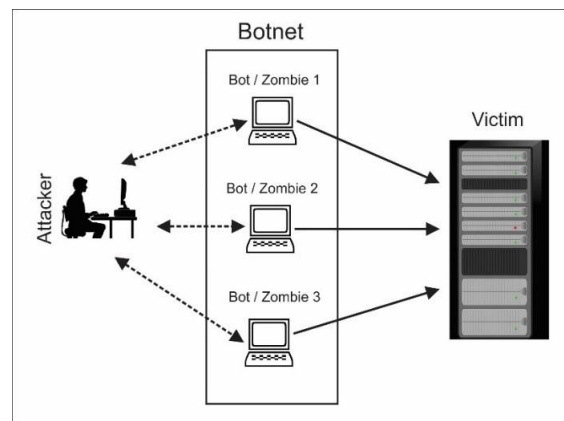 Botnet
Bot / Zombie 1
Victim
Bot / Zombie 2
Attacker
Bot / Zombie 3